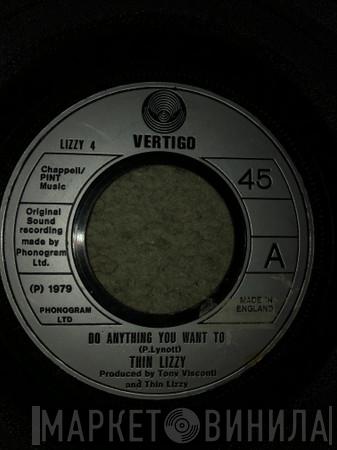 VERTIGO
LIZZY 4
Chappell/
PINT
Music
45
Original
Sound
recording
made by
Phonogram
Ltd.
A
(P) 1979
MADE IN
ENGLAND
PHONOGRAM
LTD
DO ANYTHING YOU WANT TO
(P.Lynott)
THIN LIZZY
Produced by Tony Visconti
and Thin Lizzy
МАРКЕТ ВИНИЛА